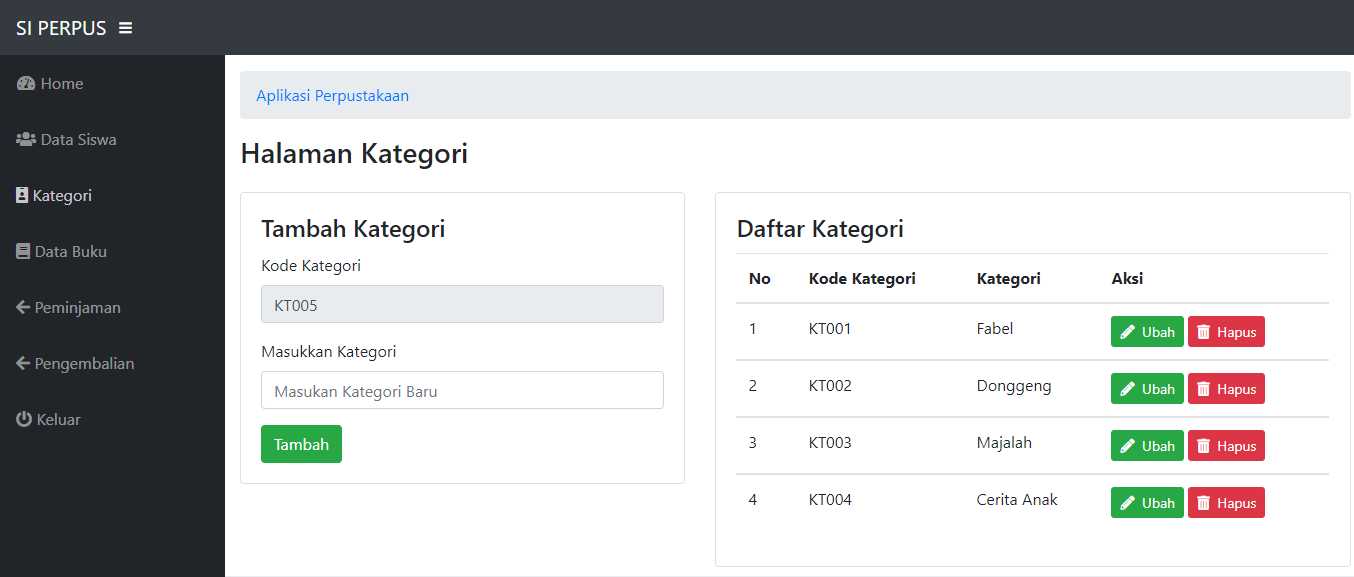 SI PERPUS
Home
Data Siswa
Kategori
Data Buku
Peminjaman
Pengembalian
Keluar
Aplikasi Perpustakaan
Halaman Kategori
Tambah Kategori
Kode Kategori
KT005
Masukkan Kategori
Masukan Kategori Baru
Tambah
Daftar Kategori
No Kode Kategori Kategori Aksi
1 KT001 Fabel Ubah Hapus
2 KT002 Donggeng Ubah Hapus
3 KT003 Majalah Ubah Hapus
4 KT004 Cerita Anak Ubah Hapus